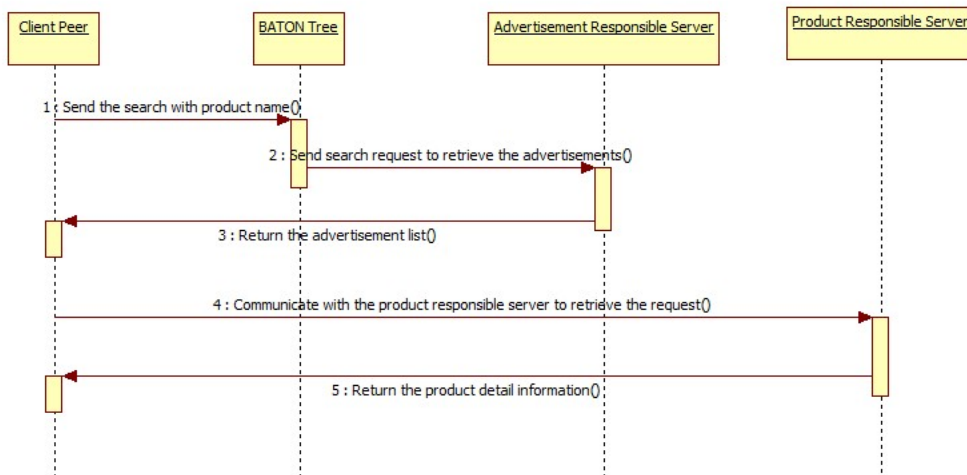 Client Peer
BATON Tree
Advertisement Responsible Server
Product Responsible Server
1 : Send the search with product name()
2 : Send search request to retrieve the advertisements()
3 : Return the advertisement list()
4 : Communicate with the product responsible server to retrieve the request()
5 : Return the product detail information()